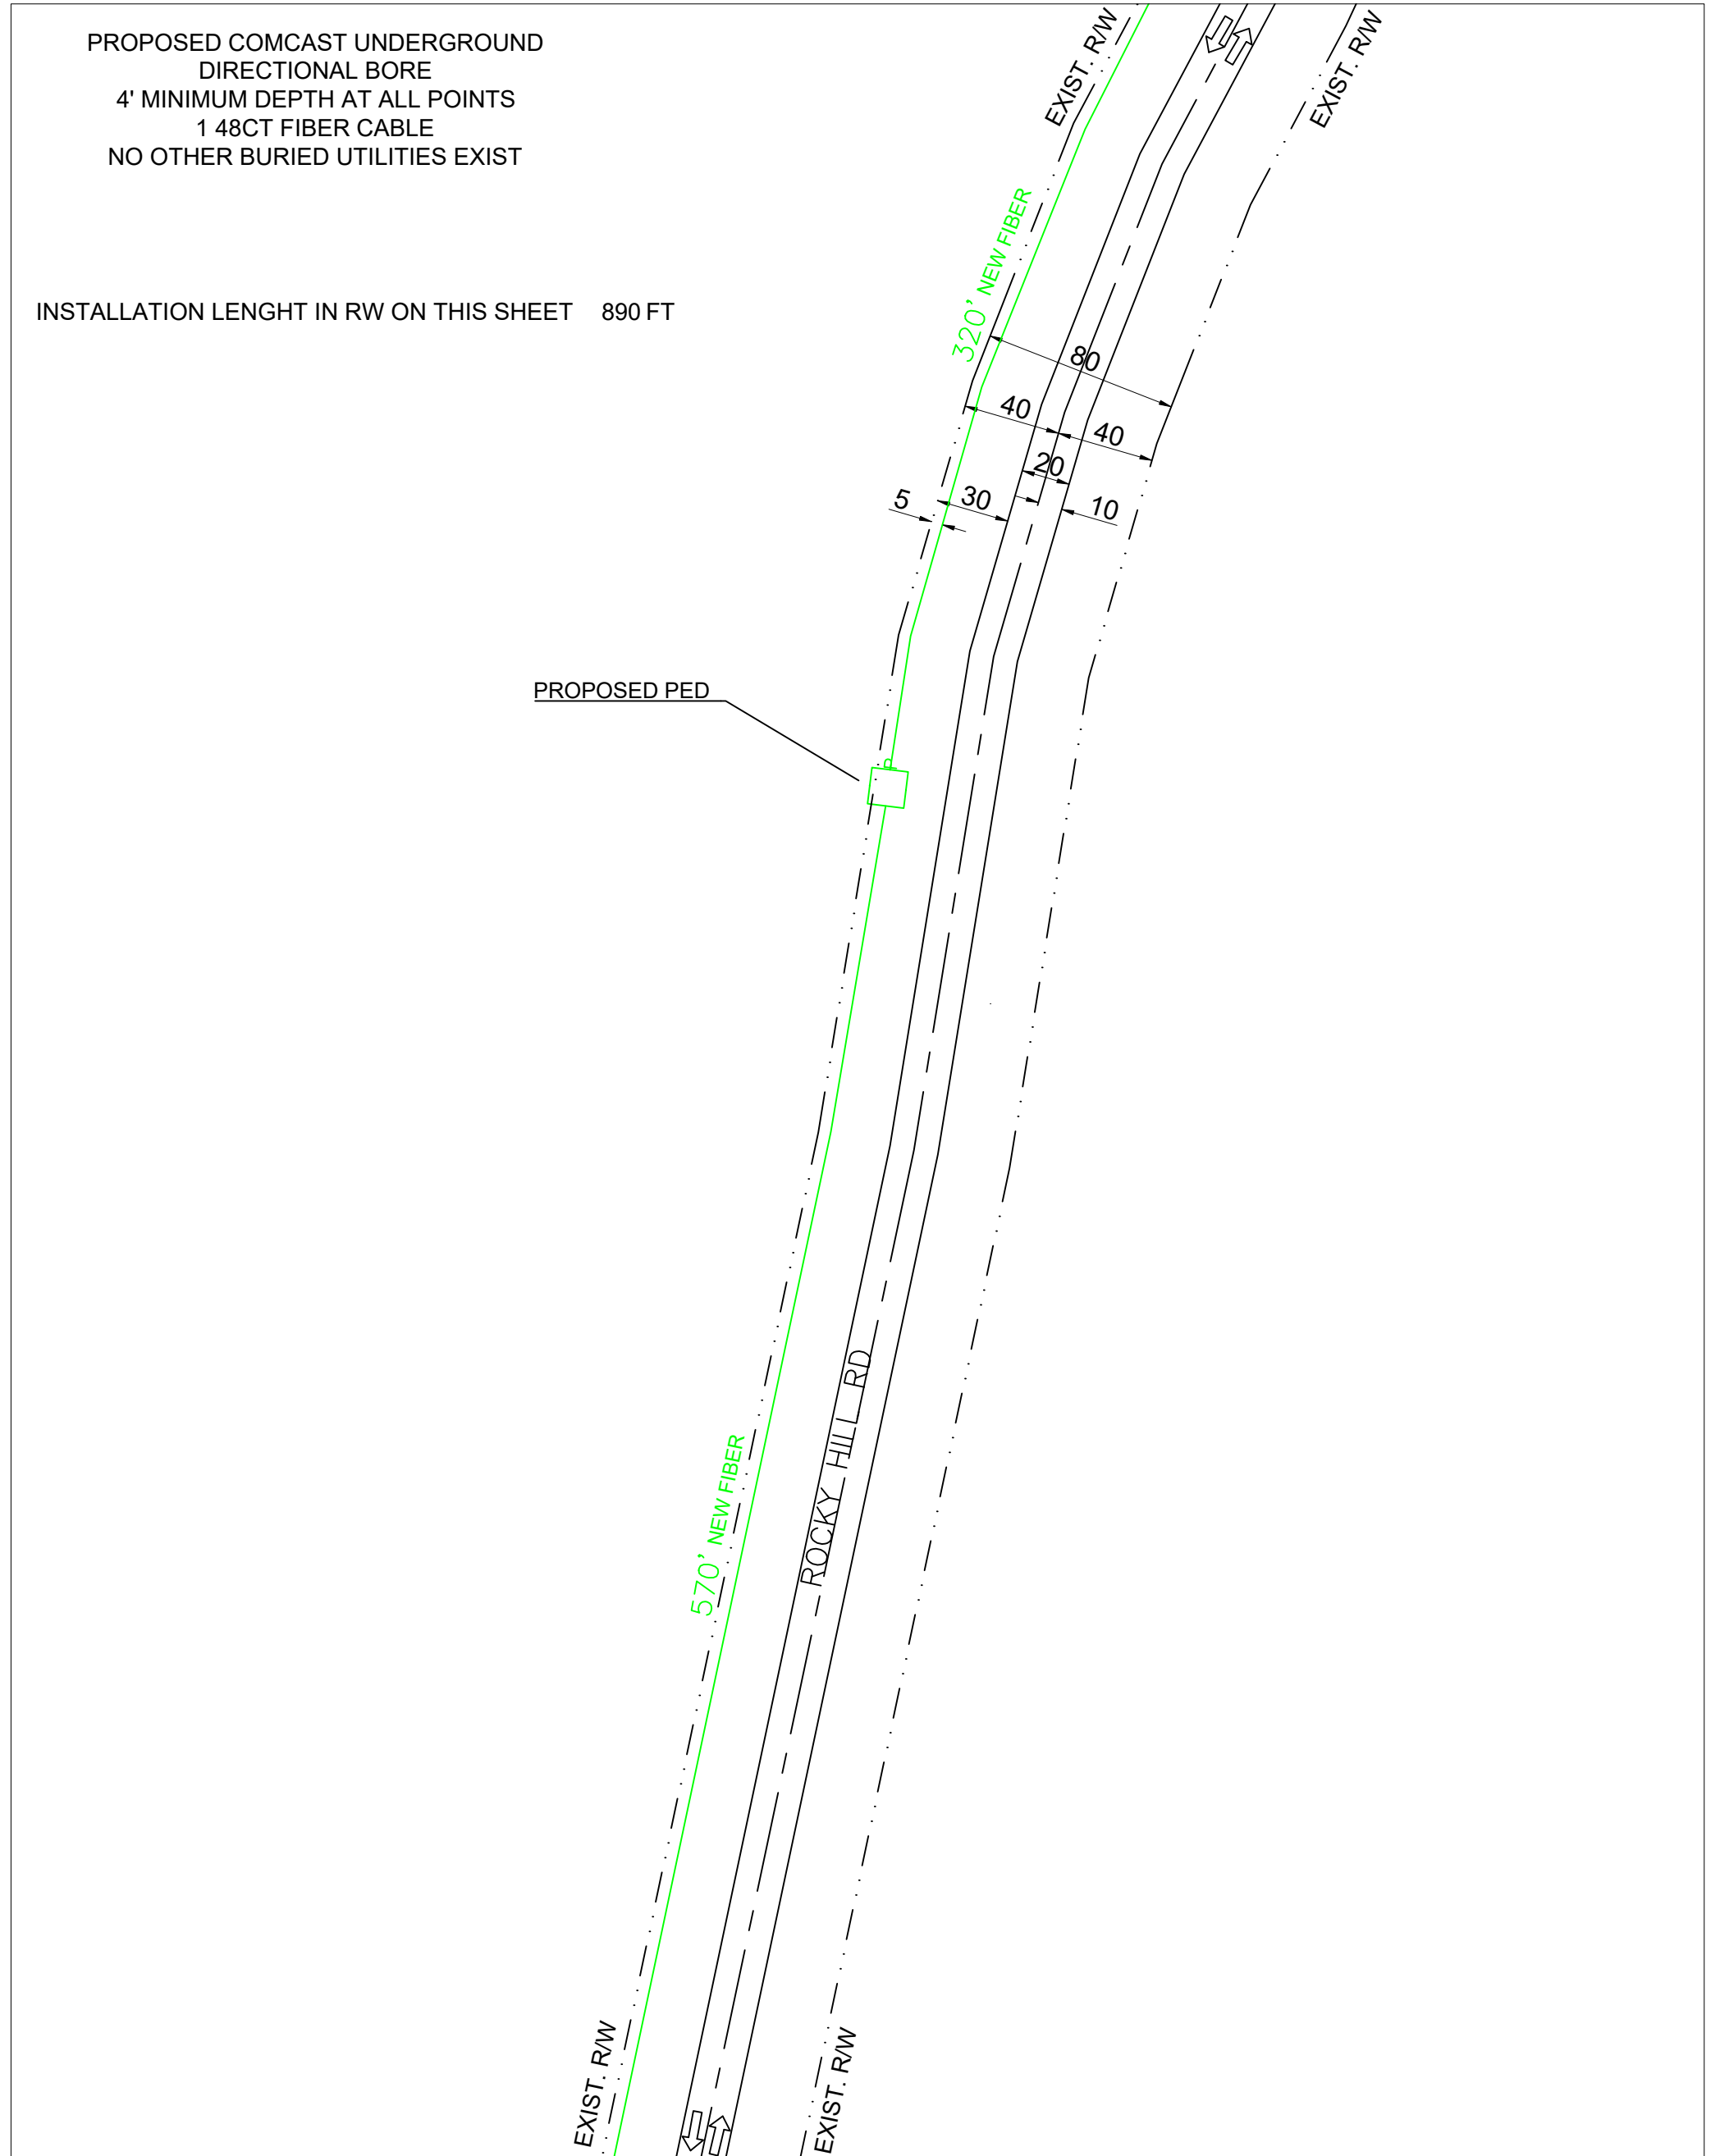 PROPOSED COMCAST UNDERGROUND
DIRECTIONAL BORE
4' MINIMUM DEPTH AT ALL POINTS
1 48CT FIBER CABLE
NO OTHER BURIED UTILITIES EXIST
EXIST. R/W
EXIST. R/W
INSTALLATION LENGHT IN RW ON THIS SHEET 890 FT
320' NEW FIBER
80
40
40
20
5
30
10
PROPOSED PED
P
ROCKY HILL RD
570' NEW FIBER
EXIST. R/W
EXIST. R/W